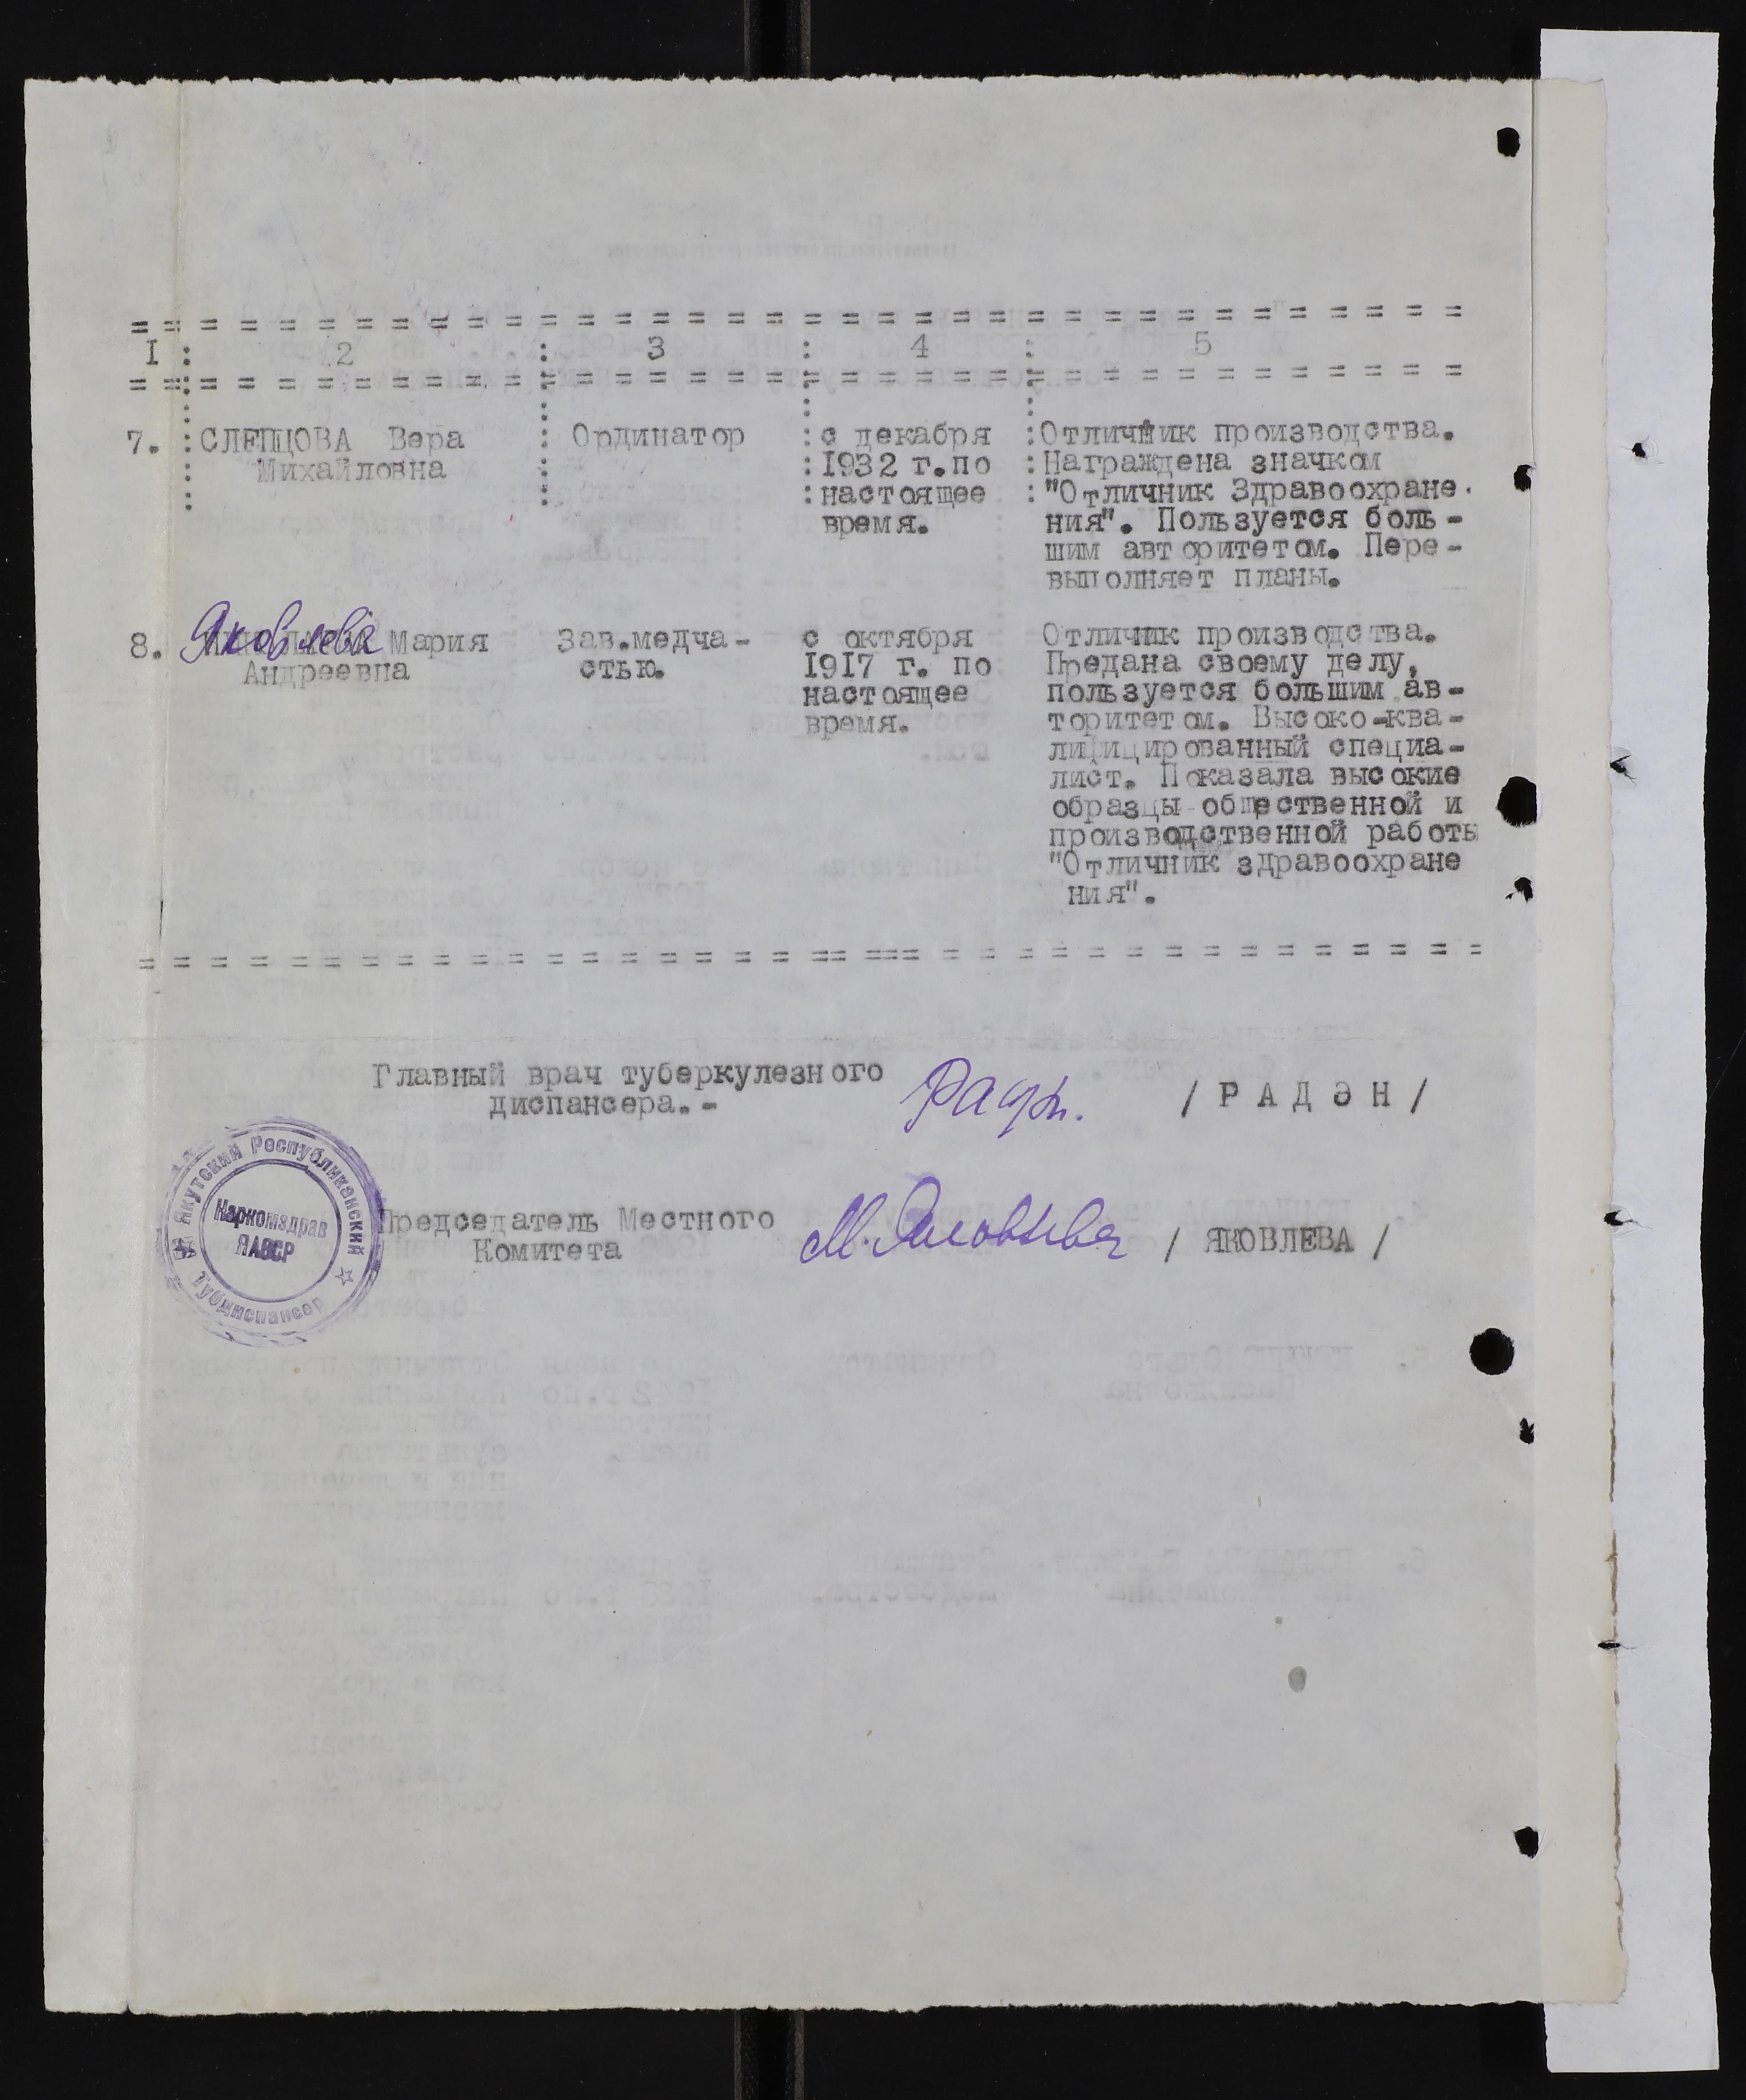 = = = = = = = = = = = = = = = = = = = = = = = = = = = = = = = = = = = =
I : 2 : 3 : 4 : 5
= = = = = = = = = = = = = = = = = = = = = = = = = = = = = = = = = = = =
7. : СЛЕПЦОВА Вера : Ординатор : с декабря : Отличник производства.
: Михайловна : : 1932 г. по : Награждена значком
: : : настоящее : "Отличник Здравоохране-
время. ния". Пользуется боль-
шим авторитетом. Пере-
выполняет планы.
8. Яковлева Мария Зав.медча- с октября Отличик производства.
Андреевна стью. 1917 г. по Предана своему делу,
настоящее пользуется большим ав-
время. торитетом. Высоко-ква-
лифицированный специа-
лист. Показала высокие
образцы общественной и
производственной работы
"Отличник здравоохране
ния".
= = = = = = = = = = = = = = = = = = = == === = = = = = = = = = = = = = = =
Главный врач туберкулезного
диспансера.- Радэн. / Р А Д Э Н /
Председатель Местного
Комитета М. Яковлева / ЯКОВЛЕВА /
Якутский Республиканский
Тубдиспансер
Наркомздрав
ЯАССР